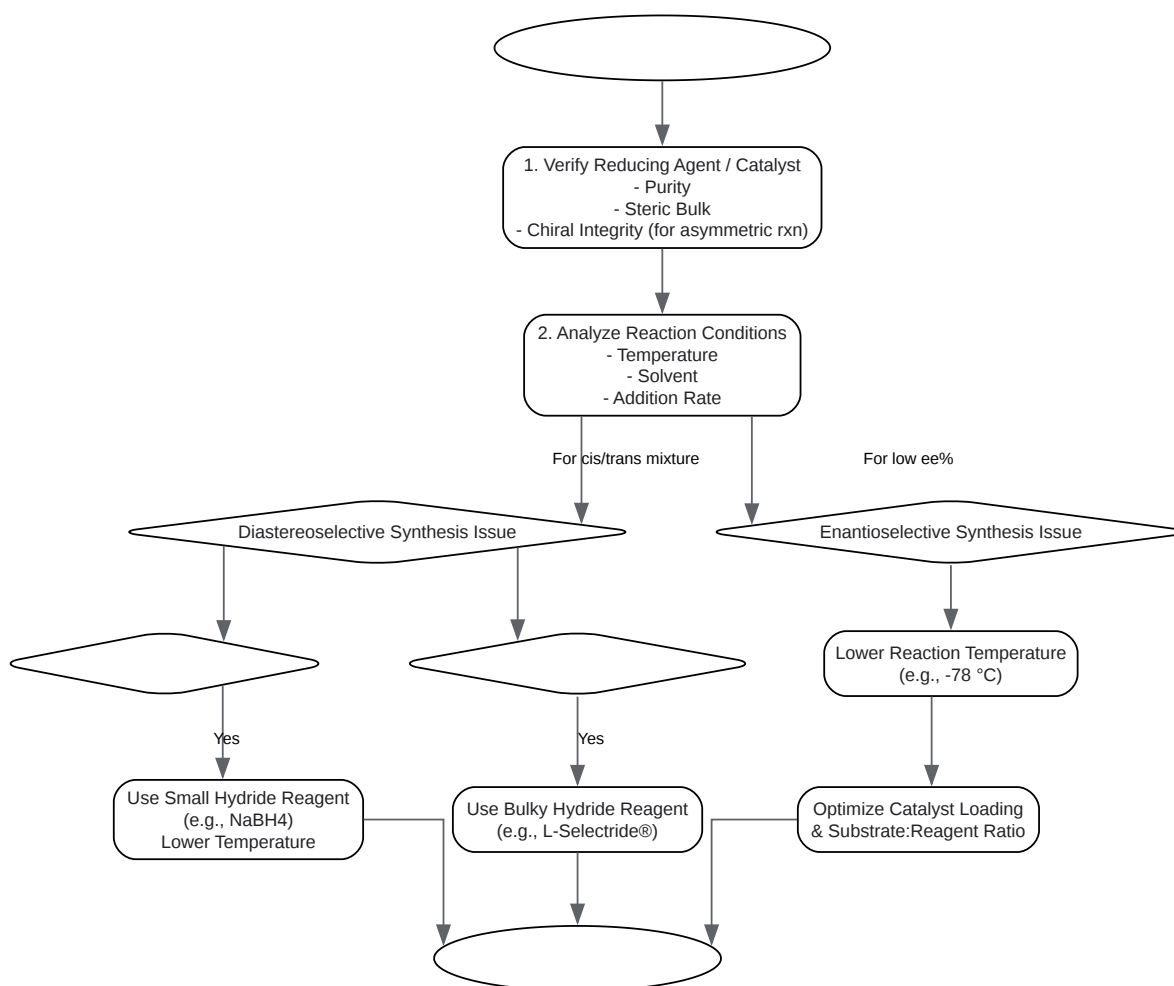 1. Verify Reducing Agent / Catalyst
- Purity
- Steric Bulk
- Chiral Integrity (for asymmetric rxn)
2. Analyze Reaction Conditions
- Temperature
- Solvent
- Addition Rate
For cis/trans mixture
For low ee%
Diastereoselective Synthesis Issue
Enantioselective Synthesis Issue
Lower Reaction Temperature
(e.g., -78 °C)
Yes
Yes
Use Small Hydride Reagent
(e.g., NaBH4)
Lower Temperature
Use Bulky Hydride Reagent
(e.g., L-Selectride®)
Optimize Catalyst Loading
& Substrate:Reagent Ratio